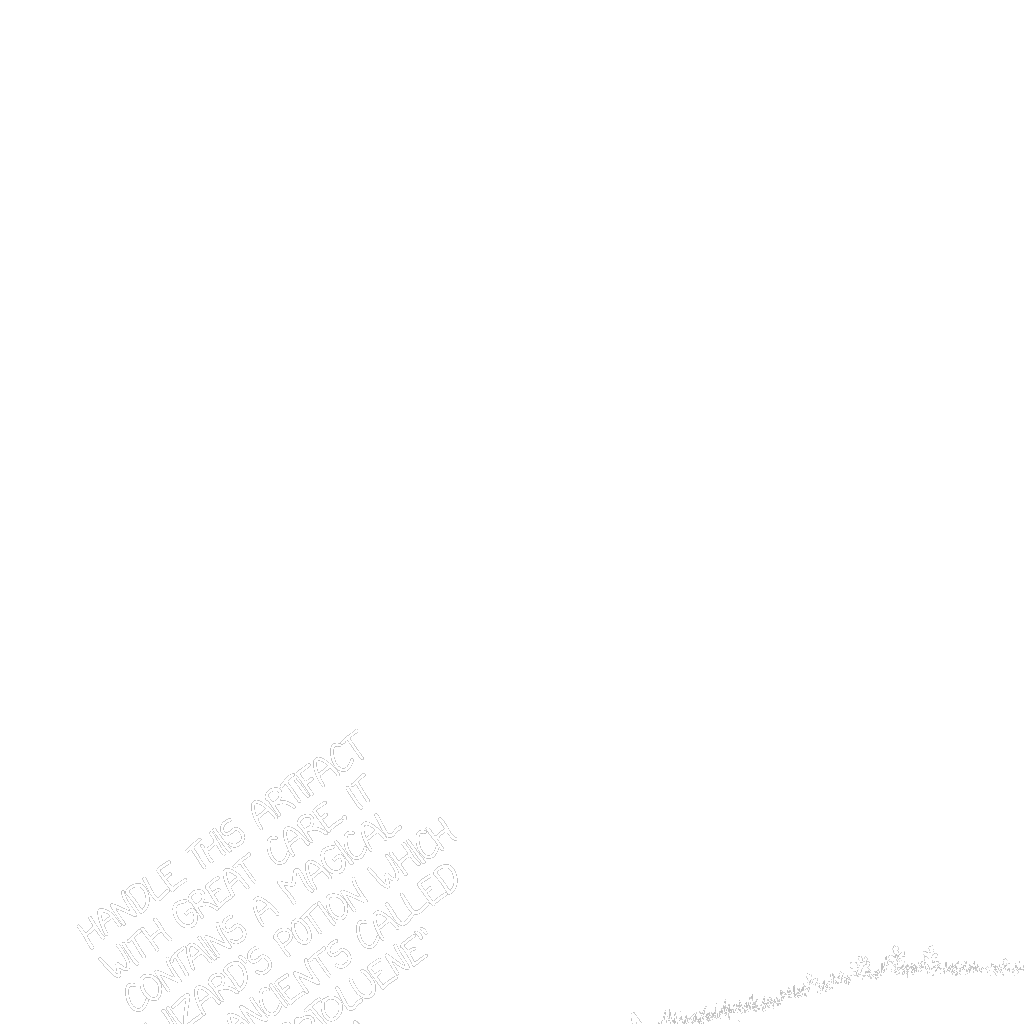 HANDLE THIS ARTIFACT
WITH GREAT CARE. IT
CONTAINS A MAGICAL
WIZARD'S POTION WHICH
ANCIENTS CALLED